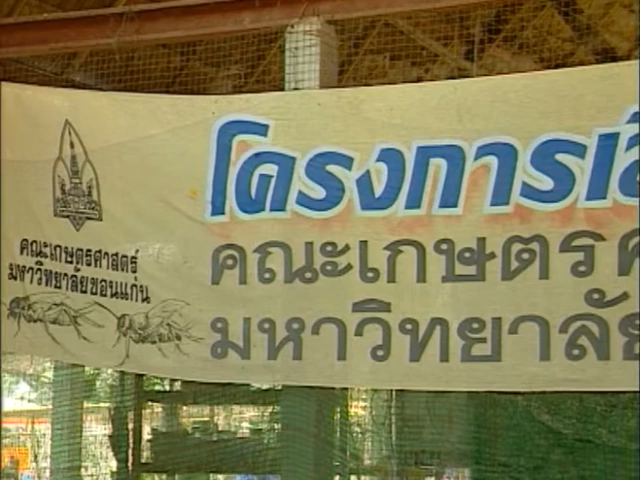 คณะเกษตรศาสตร์
มหาวิทยาลัยขอนแก่น
โครงการ
คณะเกษตร
มหาวิทยาลัย